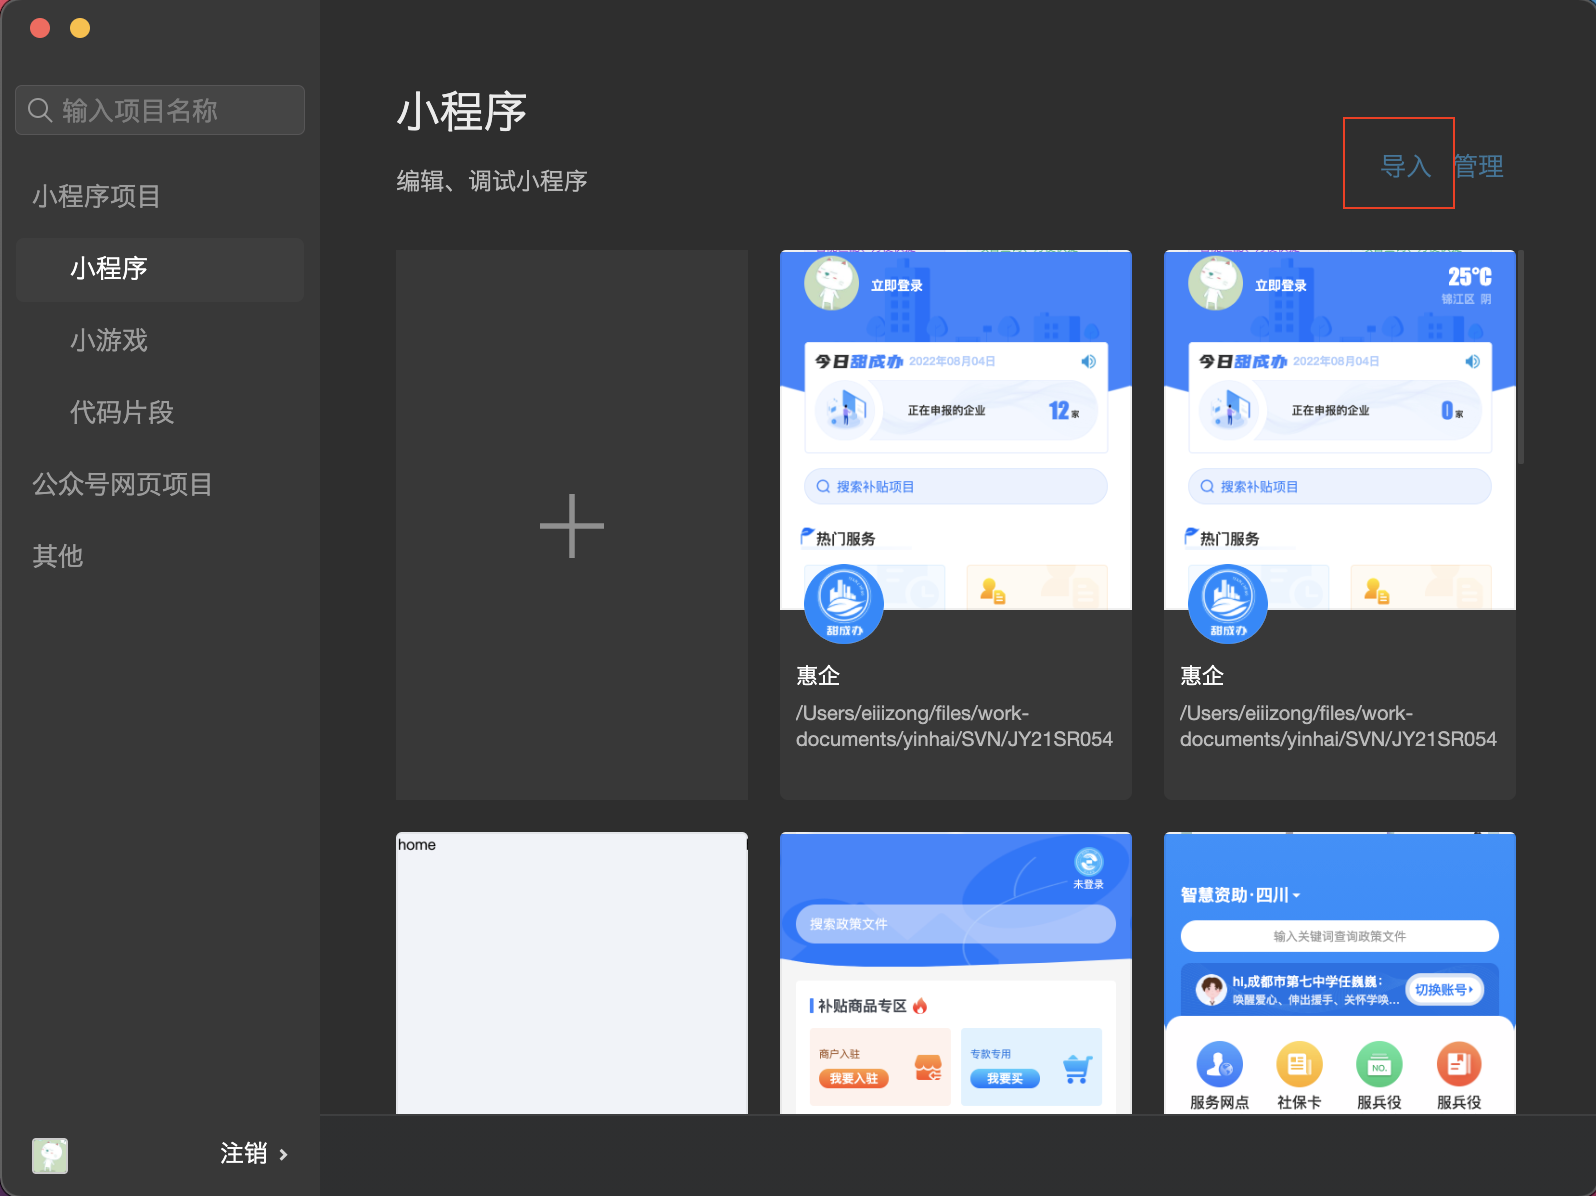 输入项目名称
小程序项目
小程序
小游戏
代码片段
公众号网页项目
其他
注销
小程序
编辑、调试小程序
导入
管理
立即登录
今日甜成办 2022年08月04日
正在申报的企业 12家
搜索补贴项目
热门服务
甜成办
惠企
/Users/eiiizong/files/work-
documents/yinhai/SVN/JY21SR054
立即登录
25°C
锦江区 阴
今日甜成办 2022年08月04日
正在申报的企业 0家
搜索补贴项目
热门服务
甜成办
惠企
/Users/eiiizong/files/work-
documents/yinhai/SVN/JY21SR054
home
未登录
搜索政策文件
补贴商品专区
商户入驻
我要入驻
专款专用
我要买
智慧资助·四川
输入关键词查询政策文件
hi,成都市第七中学任巍巍：
唤醒爱心、伸出援手、关怀学唤...
切换账号
NO.
服务网点
社保卡
服兵役
服兵役